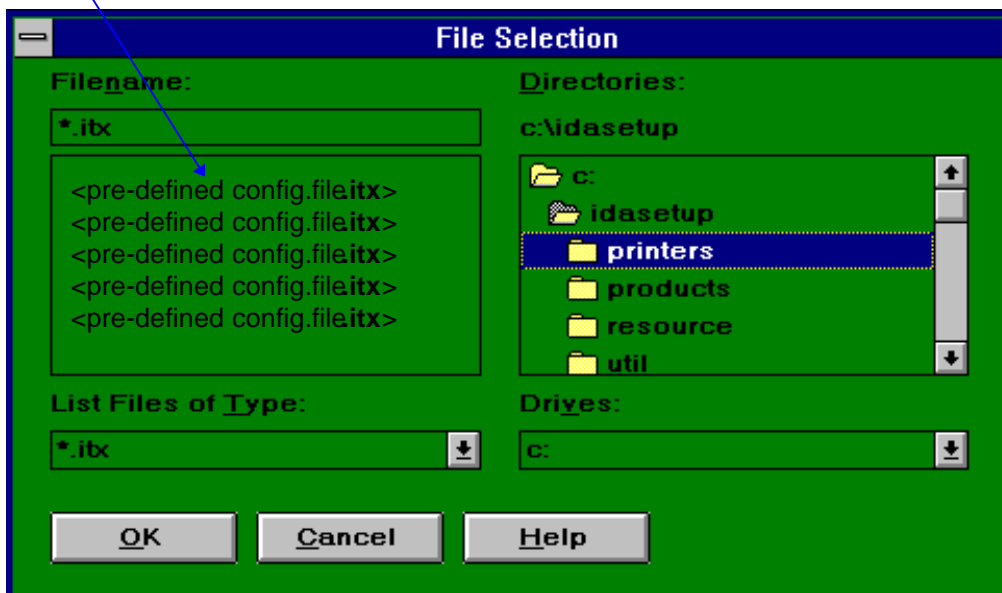 File Selection
Filename:
*.itx
<pre-defined config.file.itx>
<pre-defined config.file.itx>
<pre-defined config.file.itx>
<pre-defined config.file.itx>
<pre-defined config.file.itx>
List Files of Type:
*.itx
Directories:
c:\idasetup
c:
idasetup
printers
products
resource
util
Drives:
c:
OK
Cancel
Help